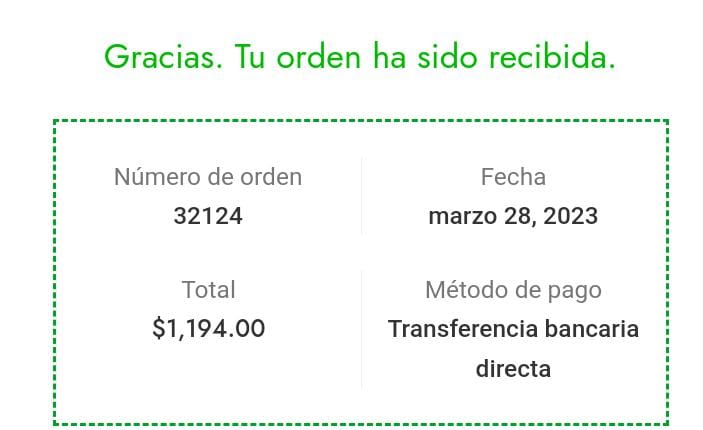 Gracias. Tu orden ha sido recibida.
Número de orden
32124
Fecha
marzo 28, 2023
Total
$1,194.00
Método de pago
Transferencia bancaria
directa